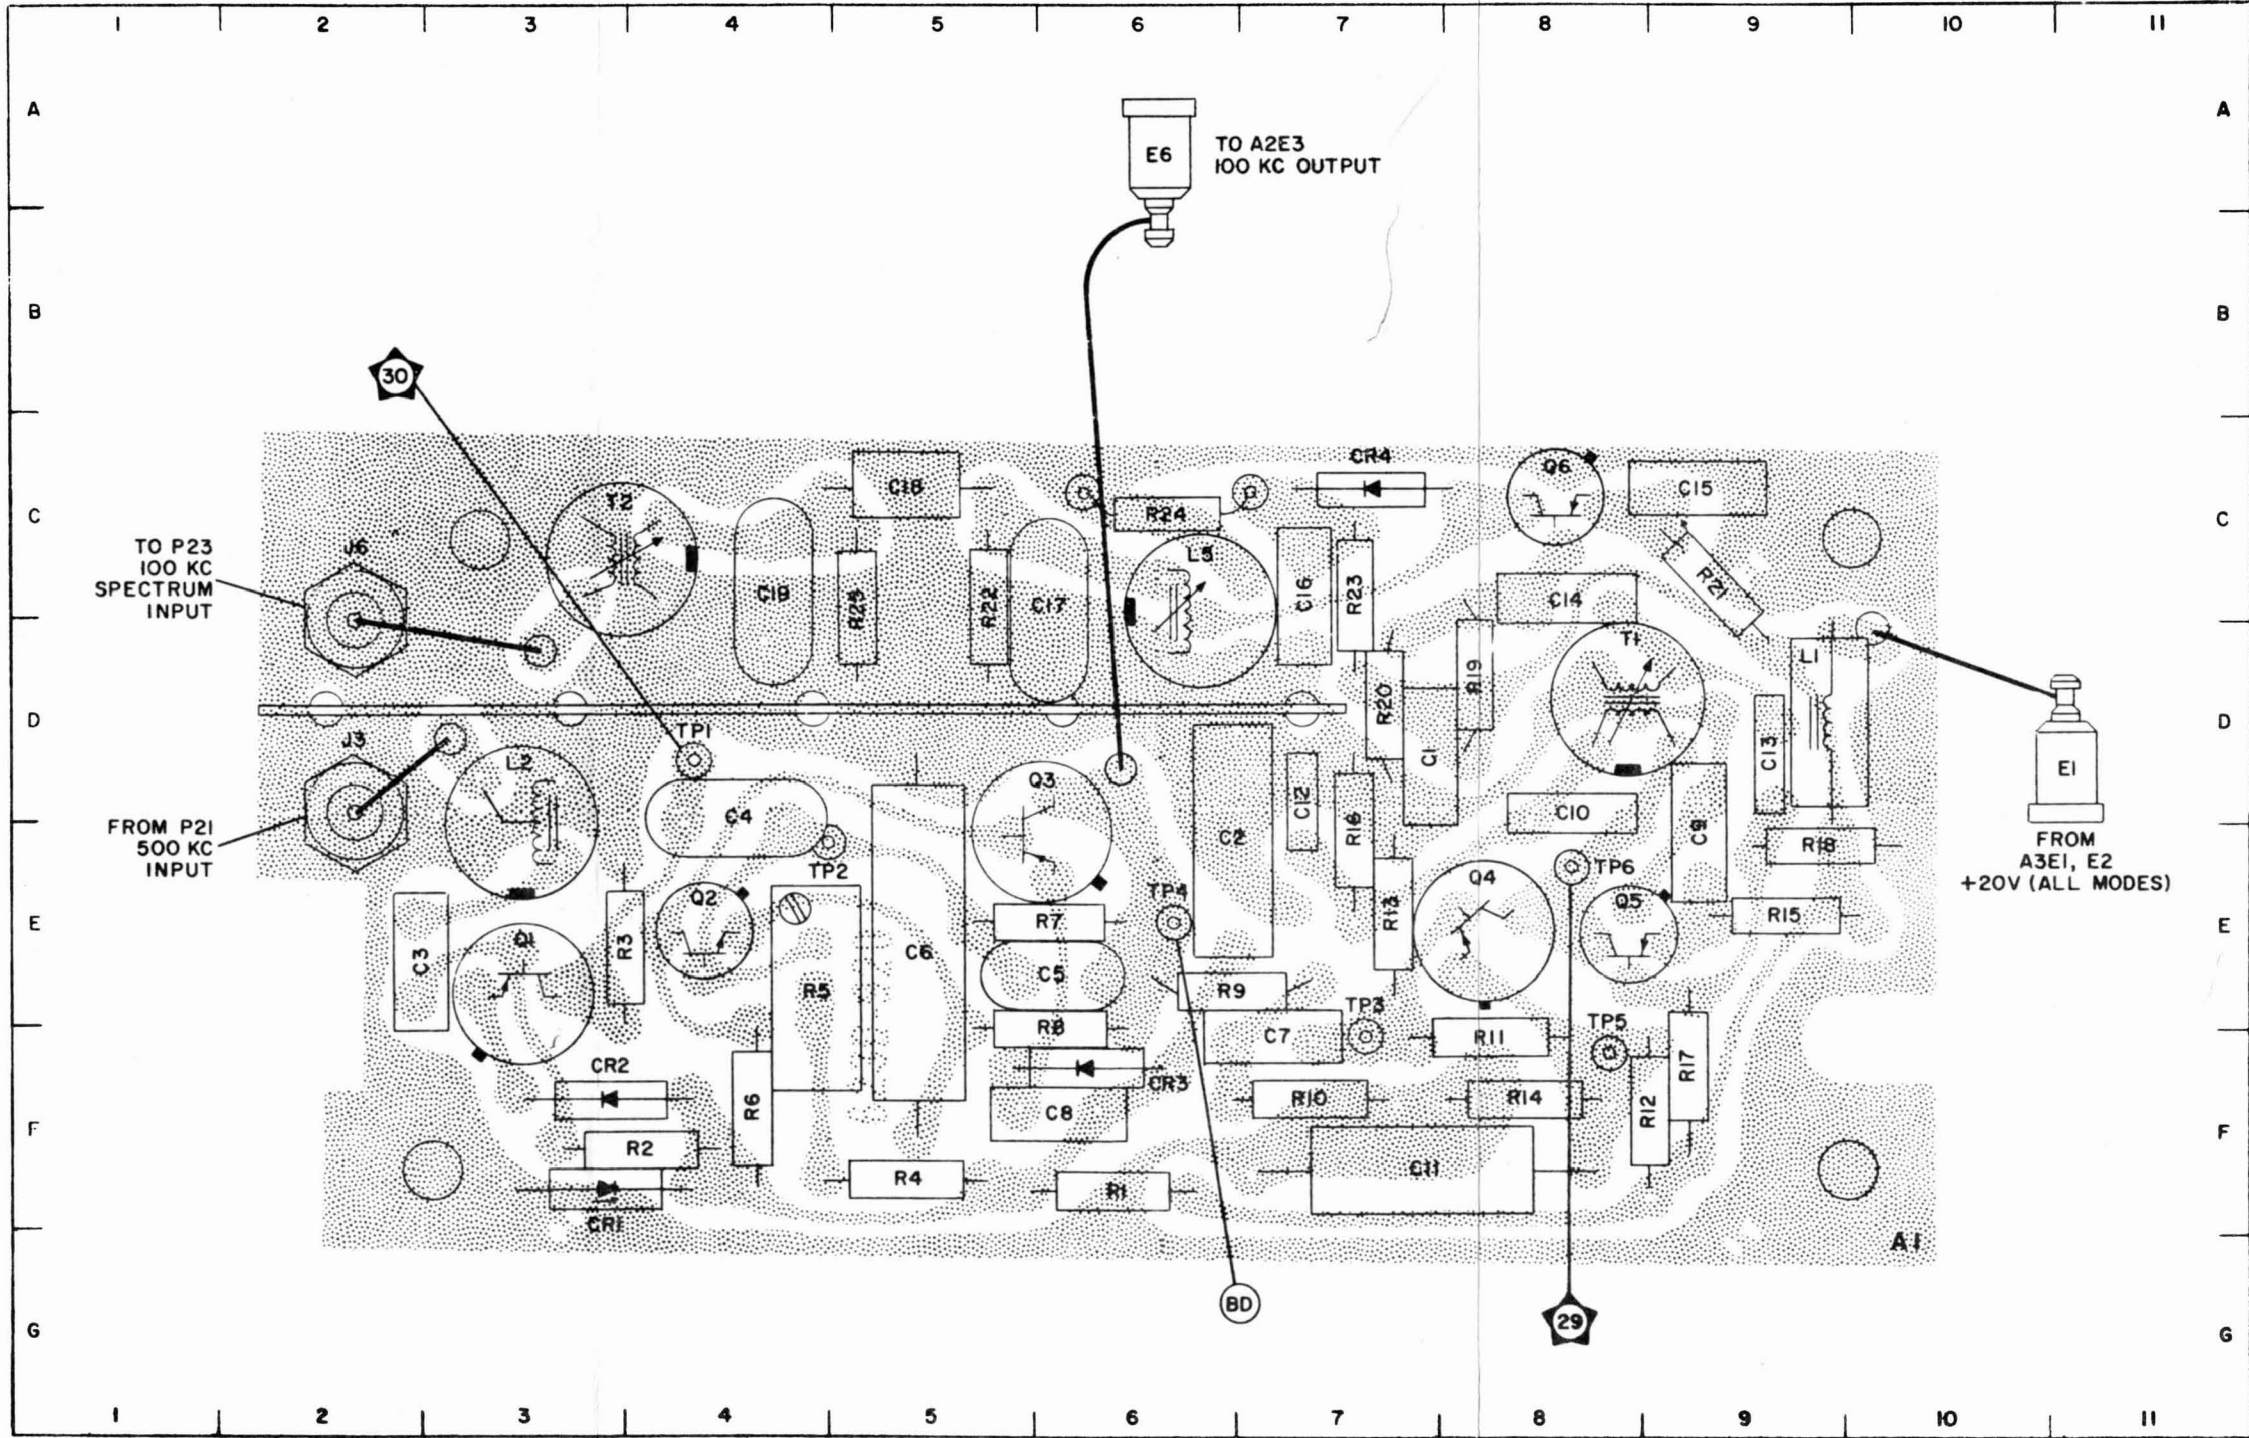 1 2 3 4 5 6 7 8 9 10 11
A A
E6
TO A2E3
100 KC OUTPUT
B B
30
C C
T2
C18
R24
CR4
Q6
C15
TO P23
100 KC
SPECTRUM
INPUT
J6
C19
R25
R22
C17
L5
C16
R23
C14
R21
D D
T1
L1
R20
R19
C1
C13
E1
FROM
A3E1, E2
+20V (ALL MODES)
J3
L2
TP1
C4
TP2
Q3
C2
C12
R16
C10
C9
R18
FROM P21
500 KC
INPUT
E E
C3
Q1
R3
Q2
R5
C6
R7
C5
TP4
R13
Q4
TP6
Q5
R15
R9
R8
C7
TP3
R11
TP5
R17
F F
CR2
R6
CR3
C8
R10
R14
R12
R2
R4
R1
C11
CR1
A1
G G
BD
29
1 2 3 4 5 6 7 8 9 10 11